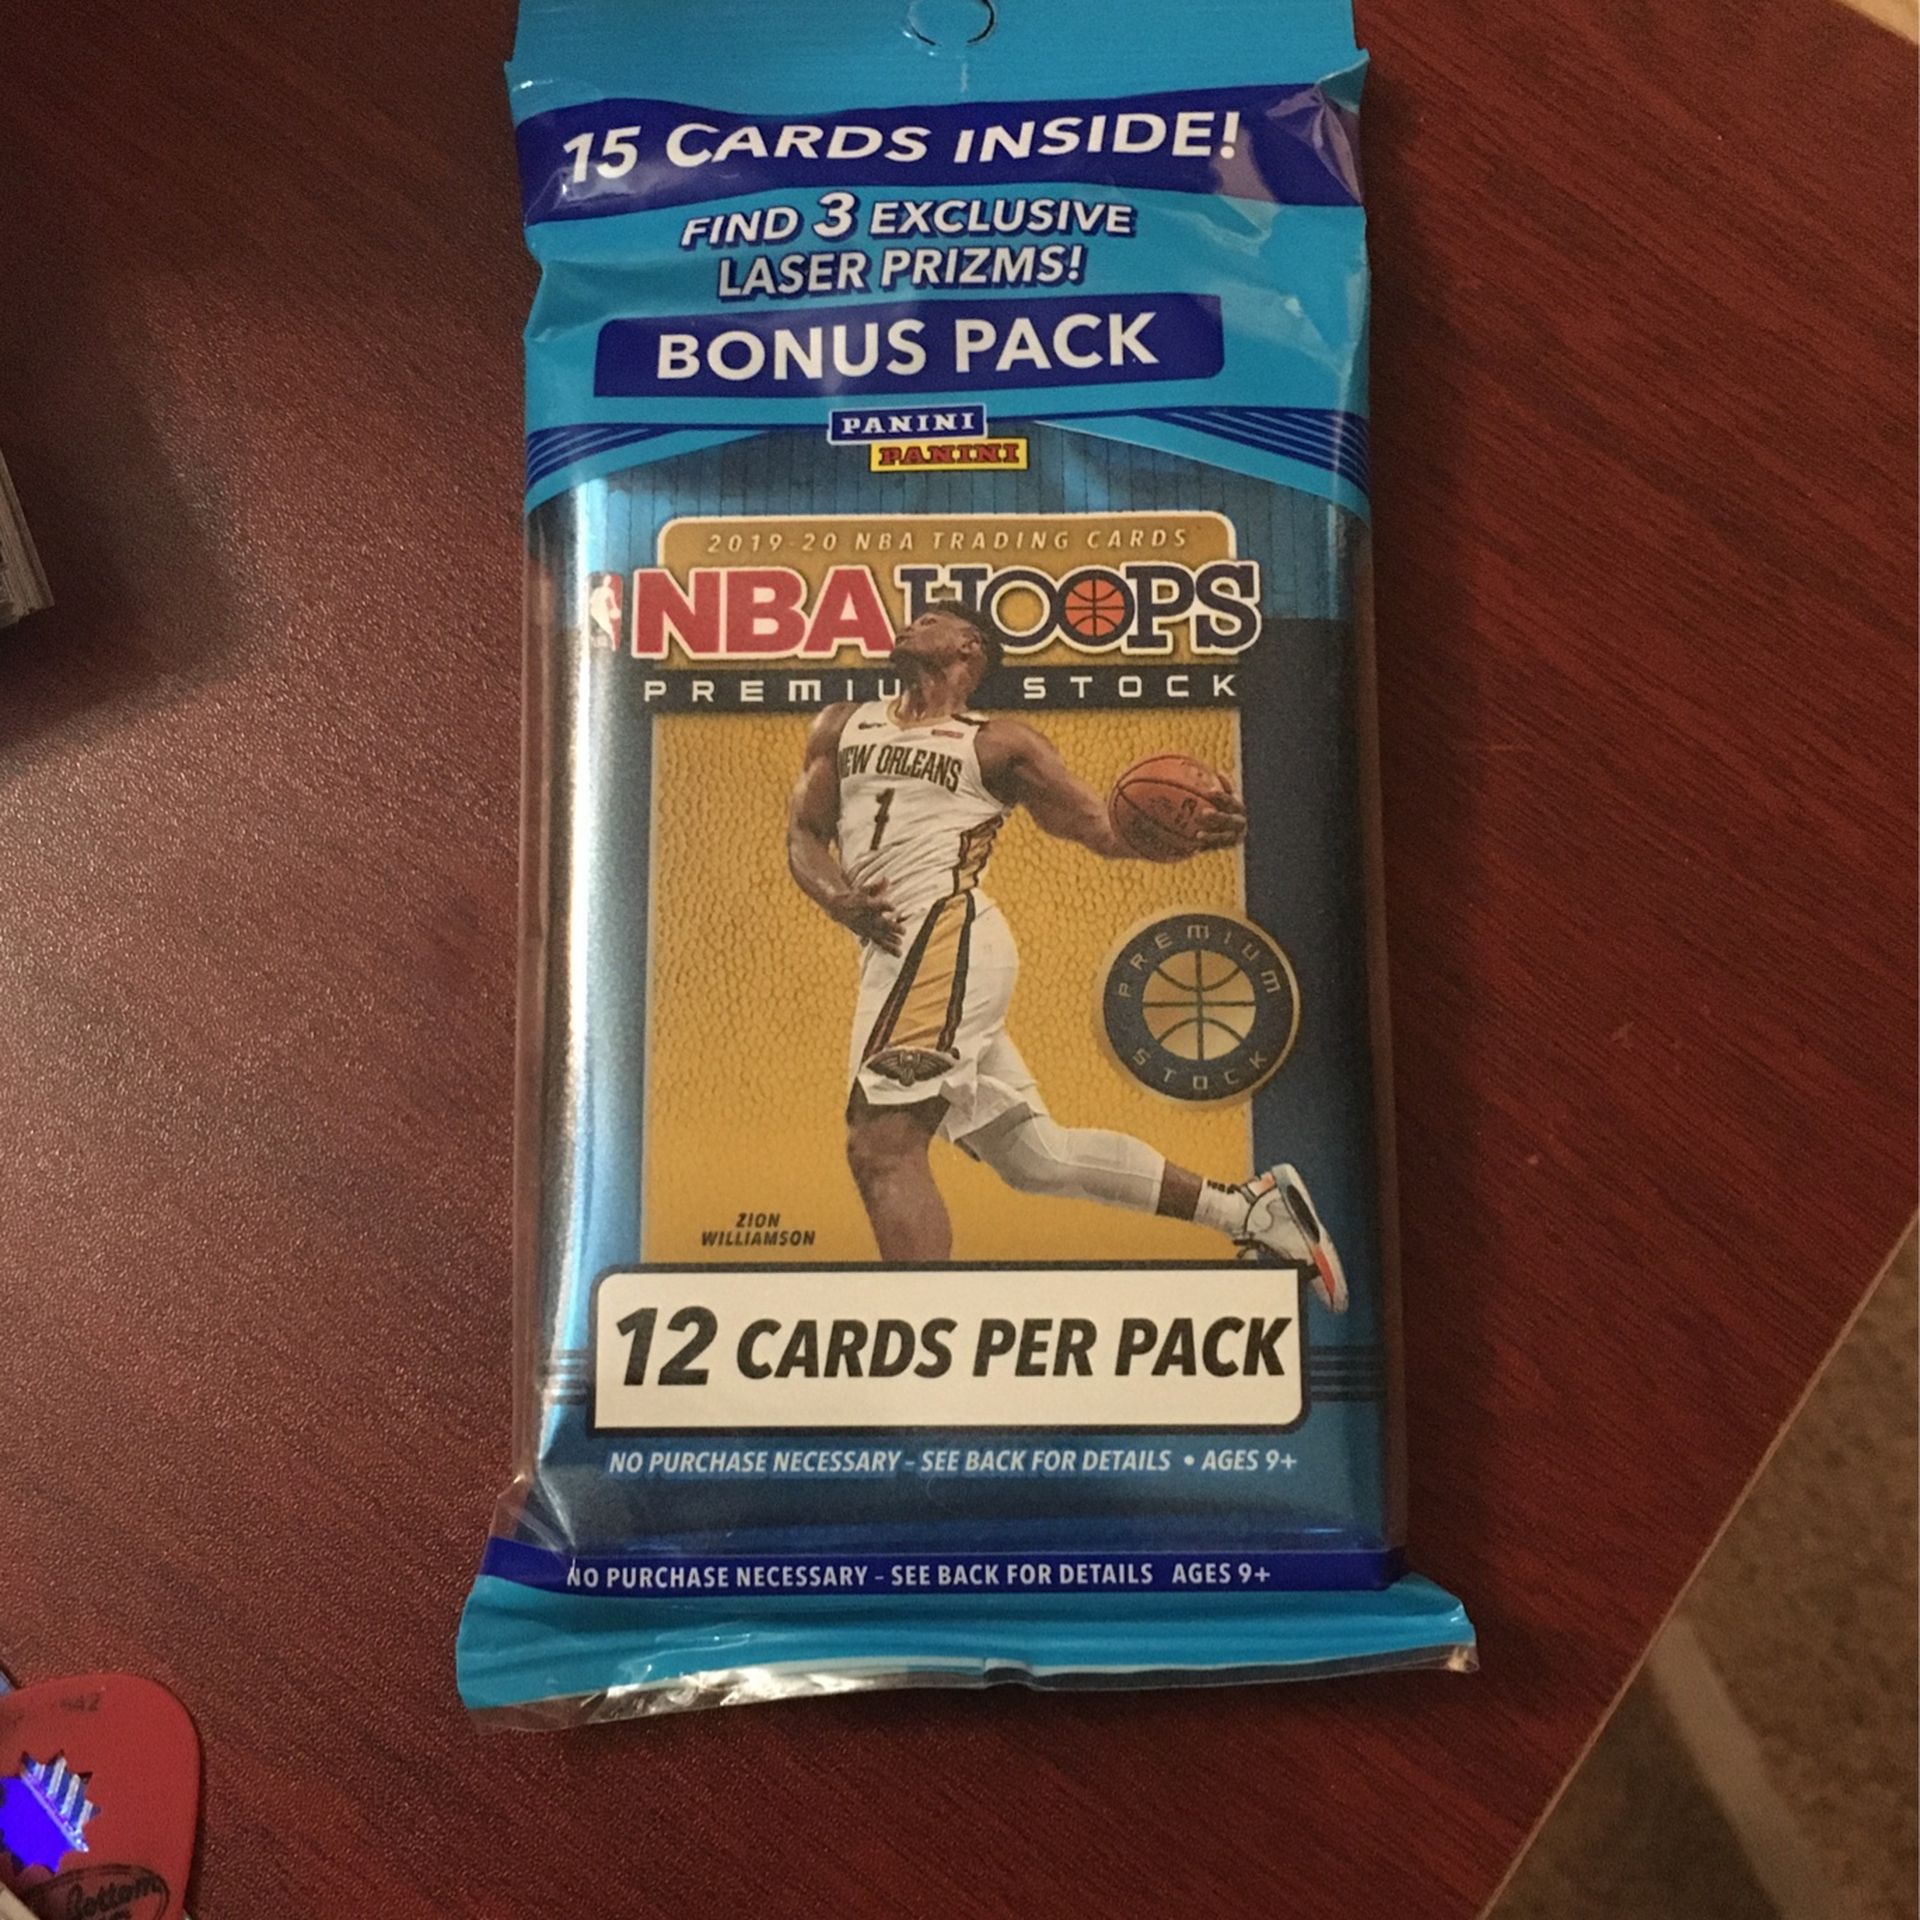 15 CARDS INSIDE!
FIND 3 EXCLUSIVE
LASER PRIZMS!
BONUS PACK
PANINI
PANINI
2019-20 NBA TRADING CARDS
NBA HOOPS
PREMIU STOCK
NEW ORLEANS
1
PREMIUM
STOCK
ZION
WILLIAMSON
12 CARDS PER PACK
NO PURCHASE NECESSARY - SEE BACK FOR DETAILS • AGES 9+
NO PURCHASE NECESSARY - SEE BACK FOR DETAILS AGES 9+
Bottom